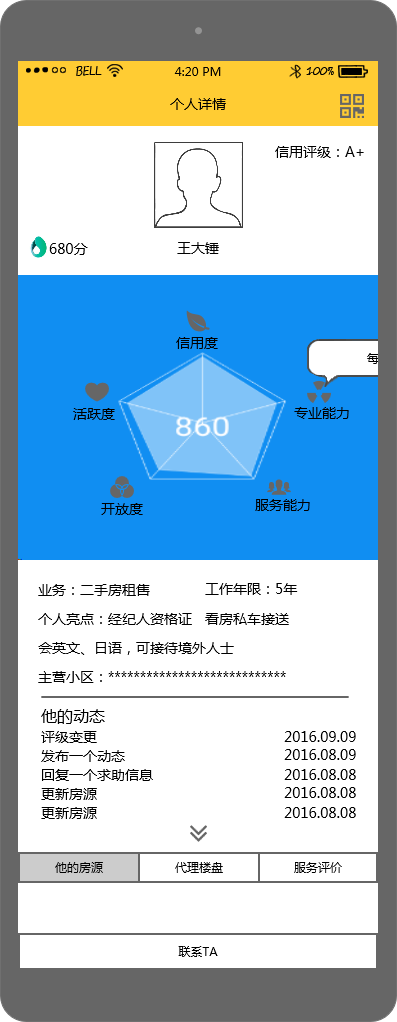 BELL 4:20 PM 100%
个人详情
信用评级：A+
680分 王大锤
信用度
每
活跃度 专业能力
860
开放度 服务能力
业务：二手房租售 工作年限：5年
个人亮点：经纪人资格证 看房私车接送
会英文、日语，可接待境外人士
主营小区：****************************
他的动态
评级变更 2016.09.09
发布一个动态 2016.08.09
回复一个求助信息 2016.08.08
更新房源 2016.08.08
更新房源 2016.08.08
他的房源 代理楼盘 服务评价
联系TA